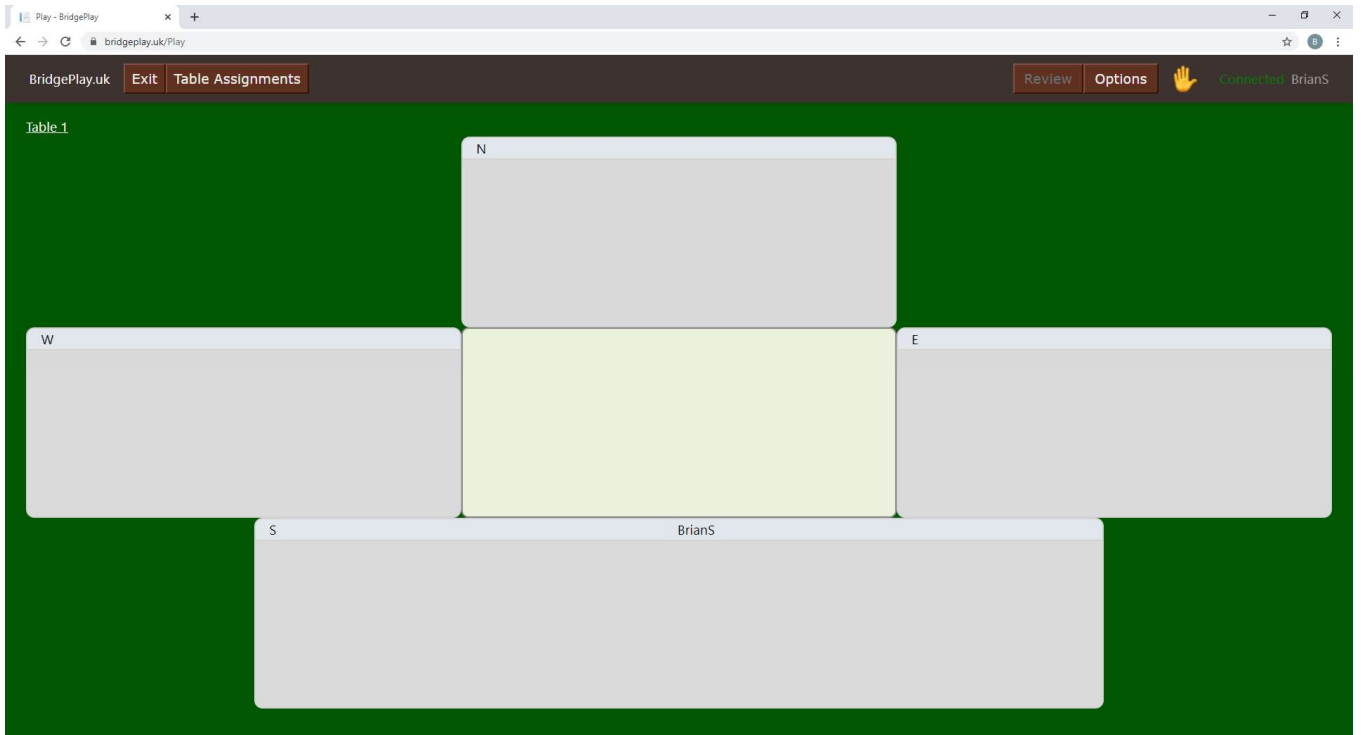 Play - BridgePlay
bridgeplay.uk/Play
B
BridgePlay.uk Exit Table Assignments Review Options Connected BrianS
Table 1
N
W
E
S BrianS